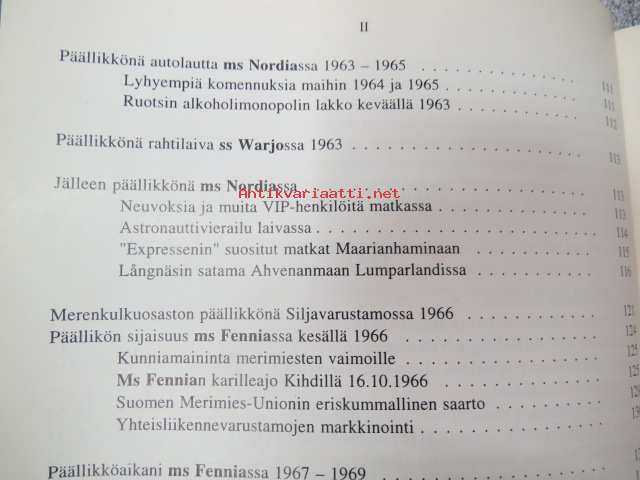 II
Päällikkönä autolautta ms Nordiassa 1963 – 1965 . . . . . . . . . . . . . . 111
Lyhyempiä komennuksia maihin 1964 ja 1965 . . . . . . . . . . . . . 111
Ruotsin alkoholimonopolin lakko keväällä 1963 . . . . . . . . . . . . 112
Päällikkönä rahtilaiva ss Warjossa 1963 . . . . . . . . . . . . . . . . . . 113
Jälleen päällikkönä ms Nordiassa . . . . . . . . . . . . . . . . . . . . . . 113
Antikvariaatti.net
Neuvoksia ja muita VIP-henkilöitä matkassa . . . . . . . . . . . . . . 113
Astronauttivierailu laivassa . . . . . . . . . . . . . . . . . . . . . . . . . 114
"Expressenin" suositut matkat Maarianhaminaan . . . . . . . . . . . 115
Långnäsin satama Ahvenanmaan Lumparlandissa . . . . . . . . . . . 116
Merenkulkuosaston päällikkönä Siljavarustamossa 1966 . . . . . . . . . 121
Päällikön sijaisuus ms Fenniassa kesällä 1966 . . . . . . . . . . . . . . . 124
Kunniamaininta merimiesten vaimoille . . . . . . . . . . . . . . . . . . 125
Ms Fennian karilleajo Kihdillä 16.10.1966 . . . . . . . . . . . . . . . 125
Suomen Merimies-Unionin eriskummallinen saarto . . . . . . . . . .
Yhteisliikennevarustamojen markkinointi . . . . . . . . . . . . . . . .
Päällikköaikani ms Fenniassa 1967 – 1969 . . . . . . . . . . . . . . . . .